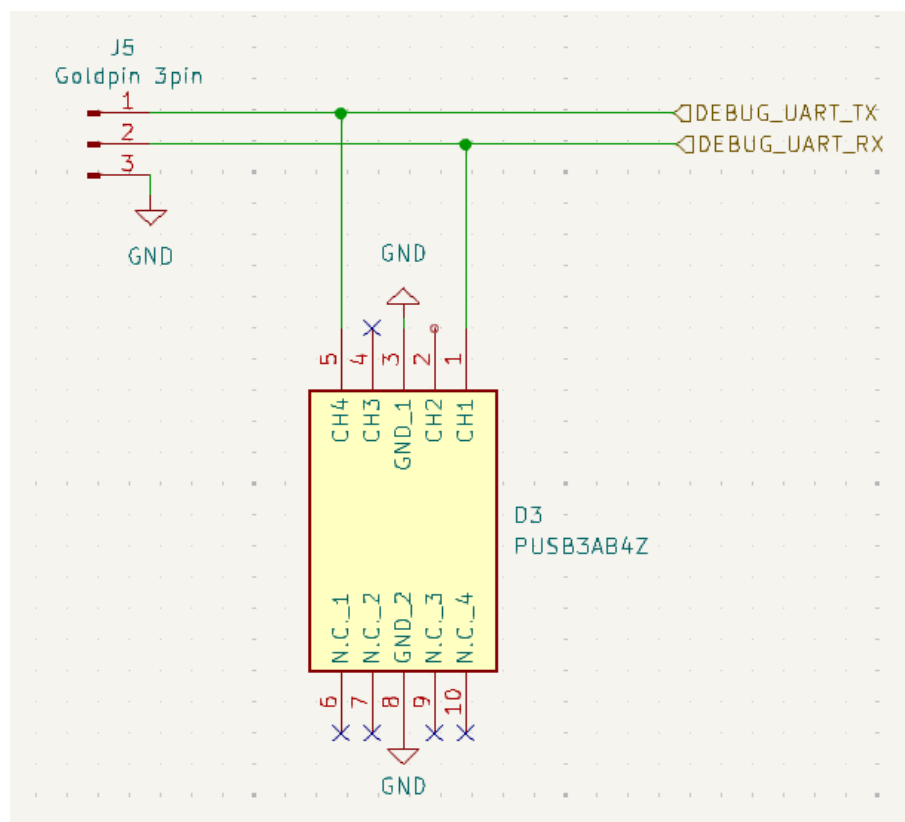 J5
Goldpin 3pin
1
DEBUG_UART_TX
2
DEBUG_UART_RX
3
GND
GND
5
4
3
2
1
CH4
CH3
GND_1
CH2
CH1
D3
PUSB3AB4Z
N.C._1
N.C._2
GND_2
N.C._3
N.C._4
6
7
8
9
10
GND